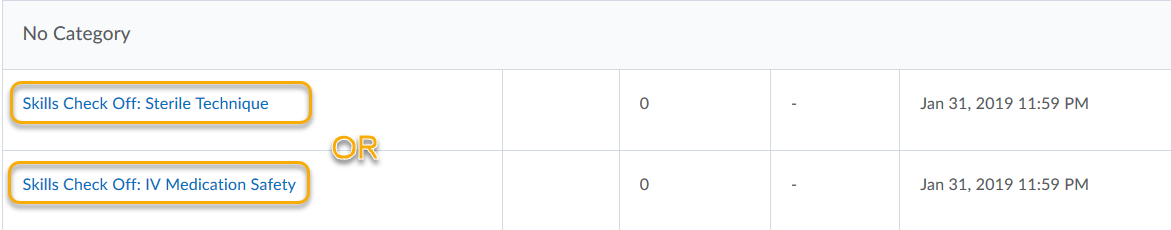 No Category
Skills Check Off: Sterile Technique 0 - Jan 31, 2019 11:59 PM
OR
Skills Check Off: IV Medication Safety 0 - Jan 31, 2019 11:59 PM